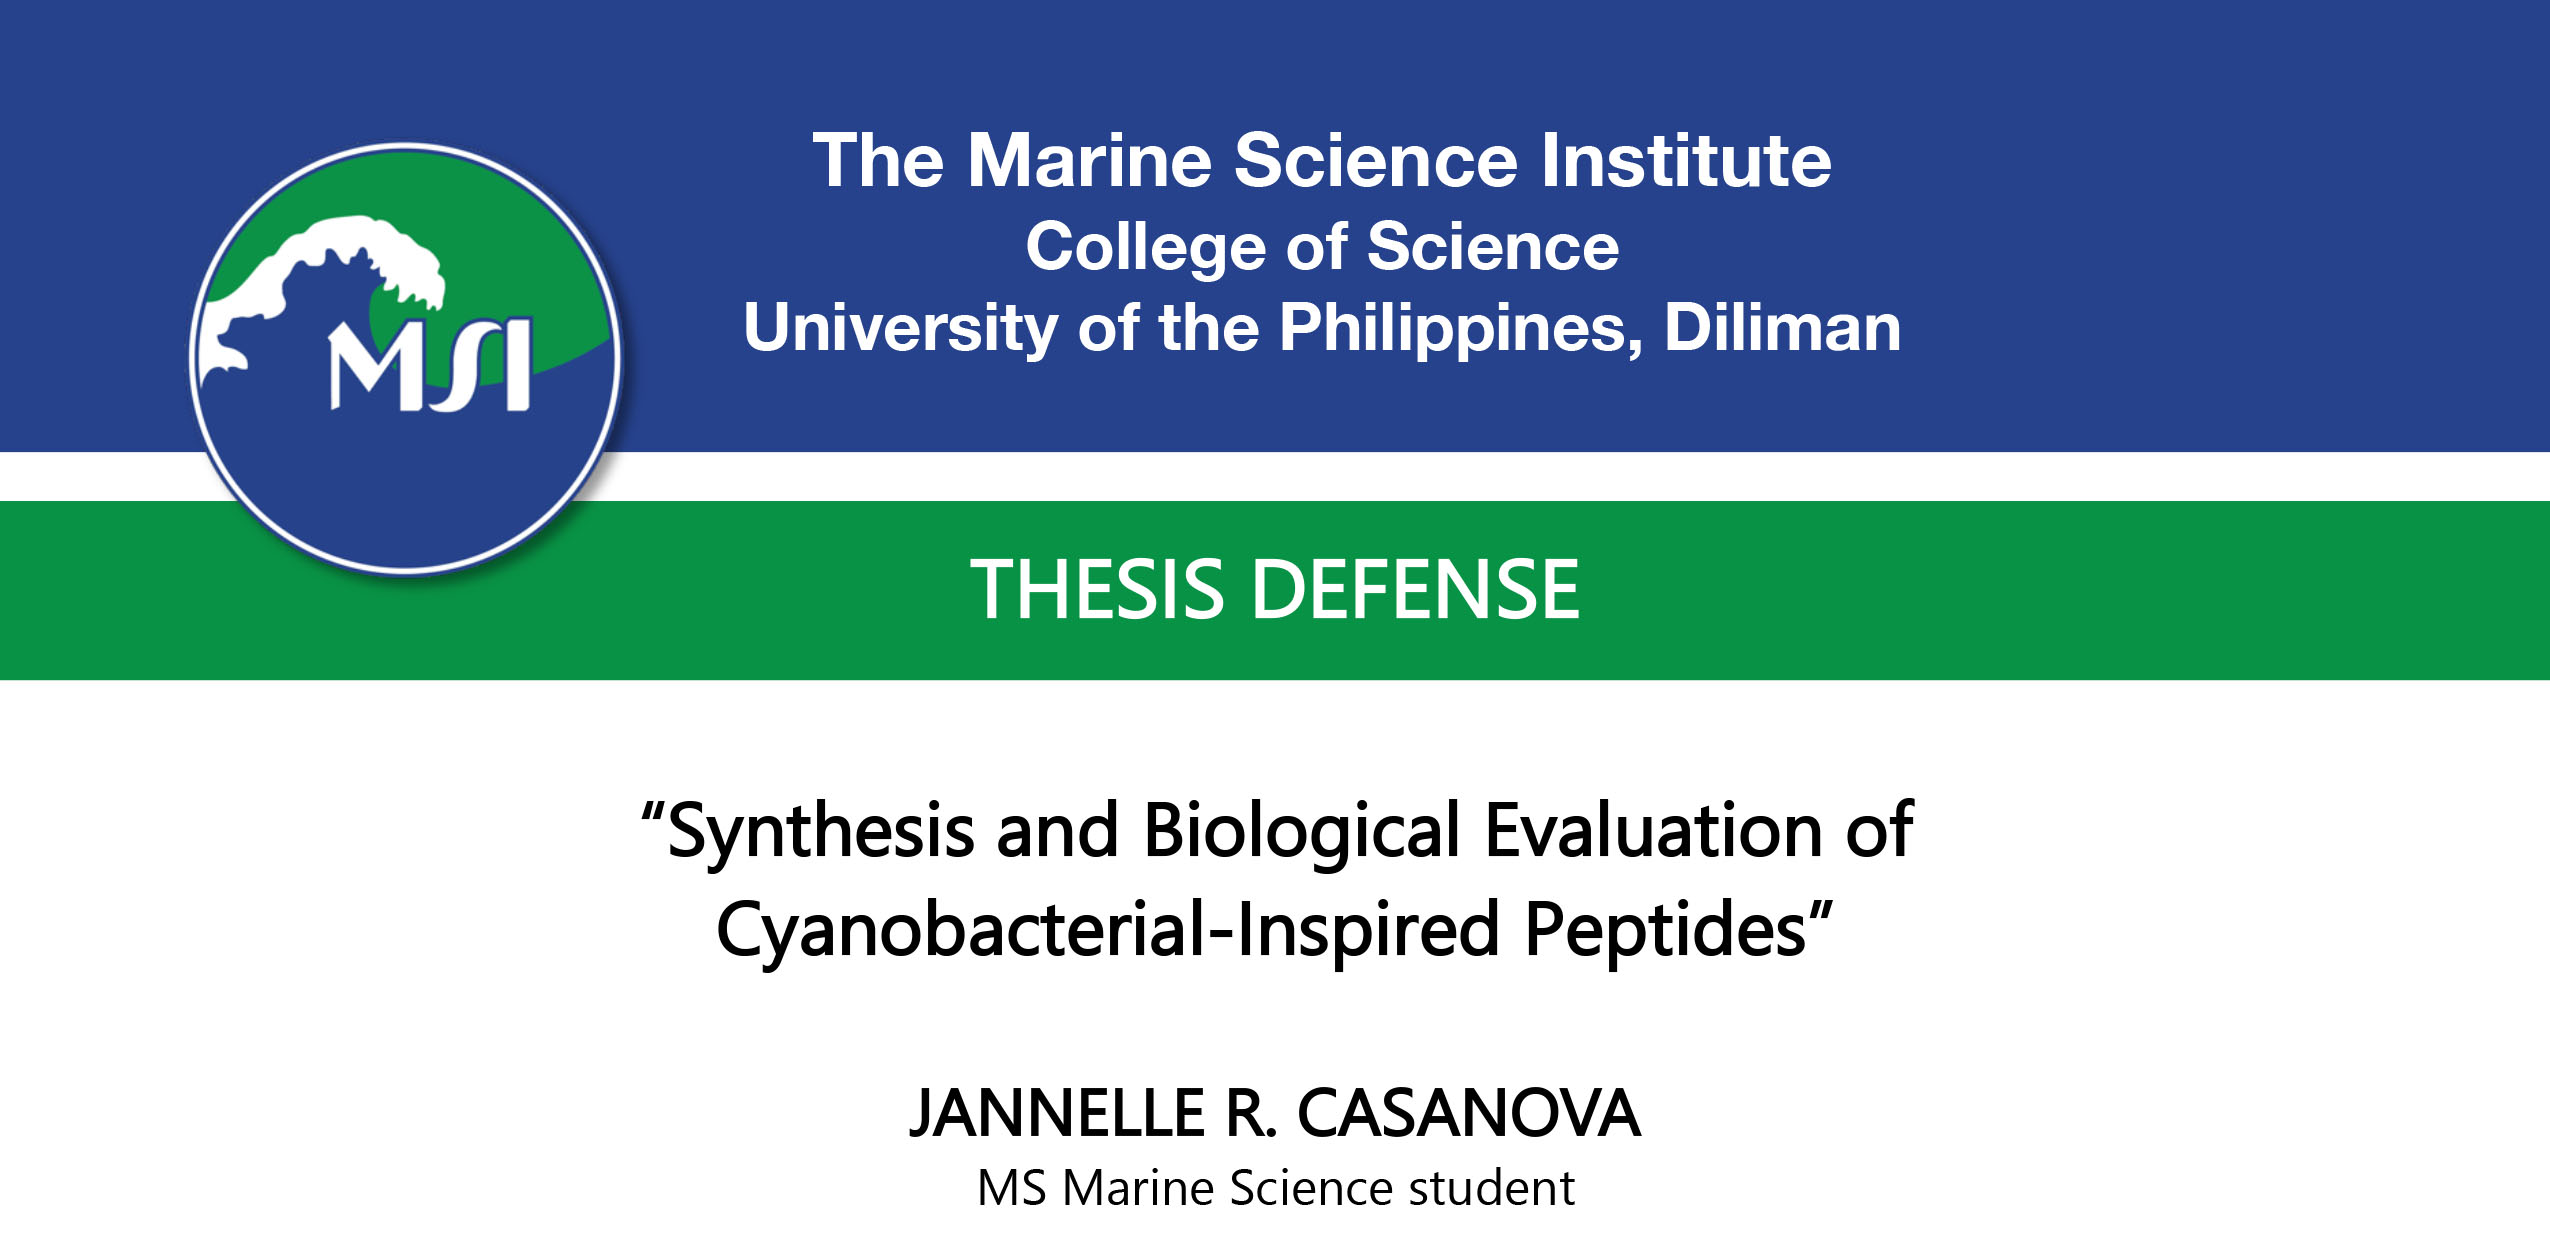 The Marine Science Institute
College of Science
University of the Philippines, Diliman
MSI
THESIS DEFENSE
“Synthesis and Biological Evaluation of
Cyanobacterial-Inspired Peptides”
JANNELLE R. CASANOVA
MS Marine Science student